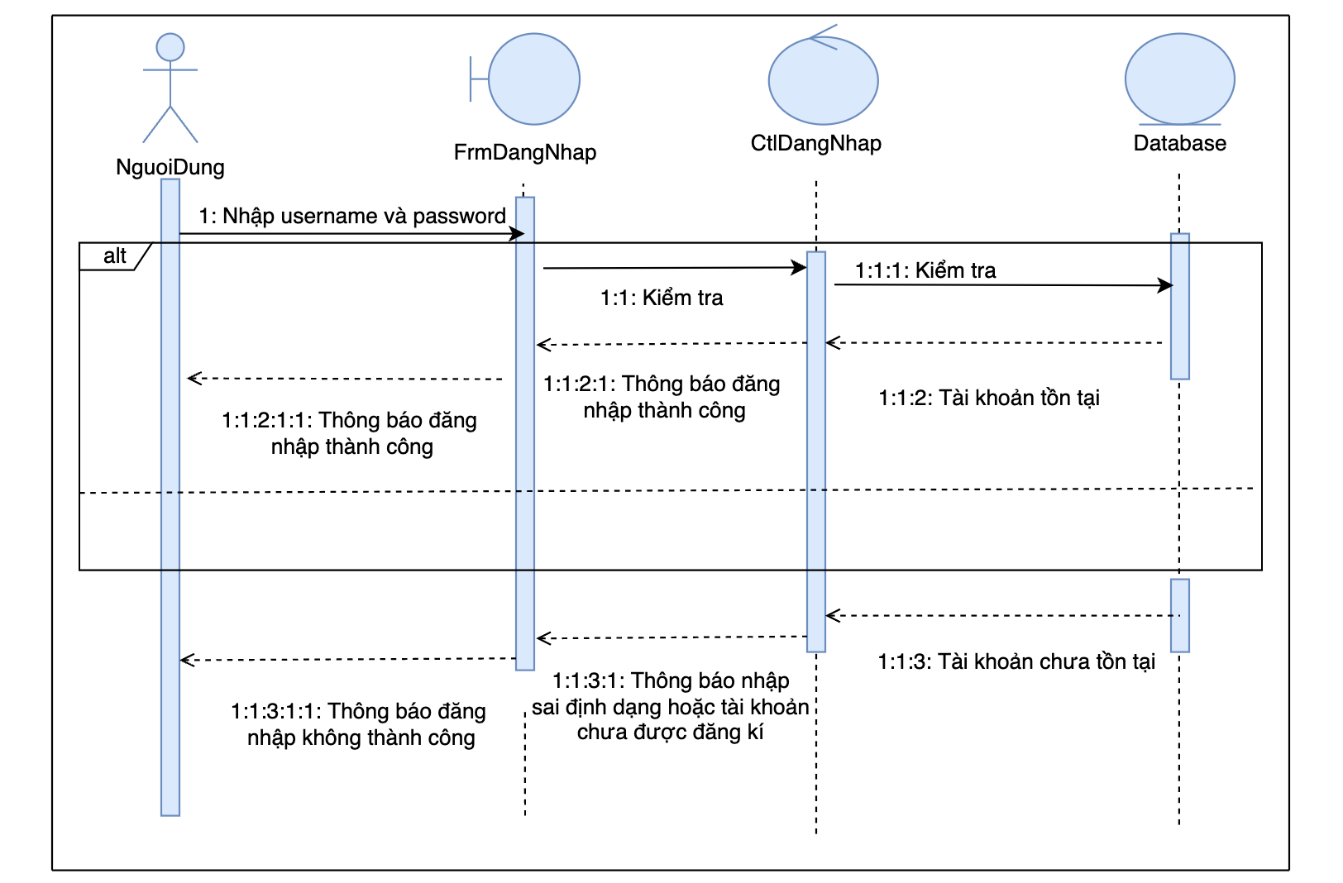 NguoiDung
FrmDangNhap
CtlDangNhap
Database
1: Nhập username và password
alt
1:1: Kiểm tra
1:1:1: Kiểm tra
1:1:2: Tài khoản tồn tại
1:1:2:1: Thông báo đăng
nhập thành công
1:1:2:1:1: Thông báo đăng
nhập thành công
1:1:3: Tài khoản chưa tồn tại
1:1:3:1: Thông báo nhập
sai định dạng hoặc tài khoản
chưa được đăng kí
1:1:3:1:1: Thông báo đăng
nhập không thành công